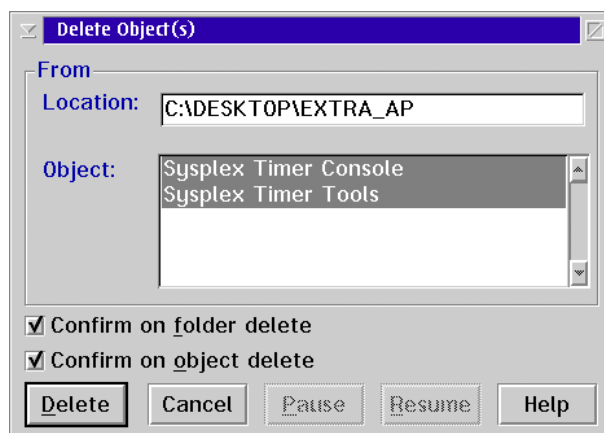 Delete Object(s)
From
Location: C:\DESKTOP\EXTRA_AP
Object: Sysplex Timer Console
Sysplex Timer Tools
Confirm on folder delete
Confirm on object delete
Delete Cancel Pause Resume Help